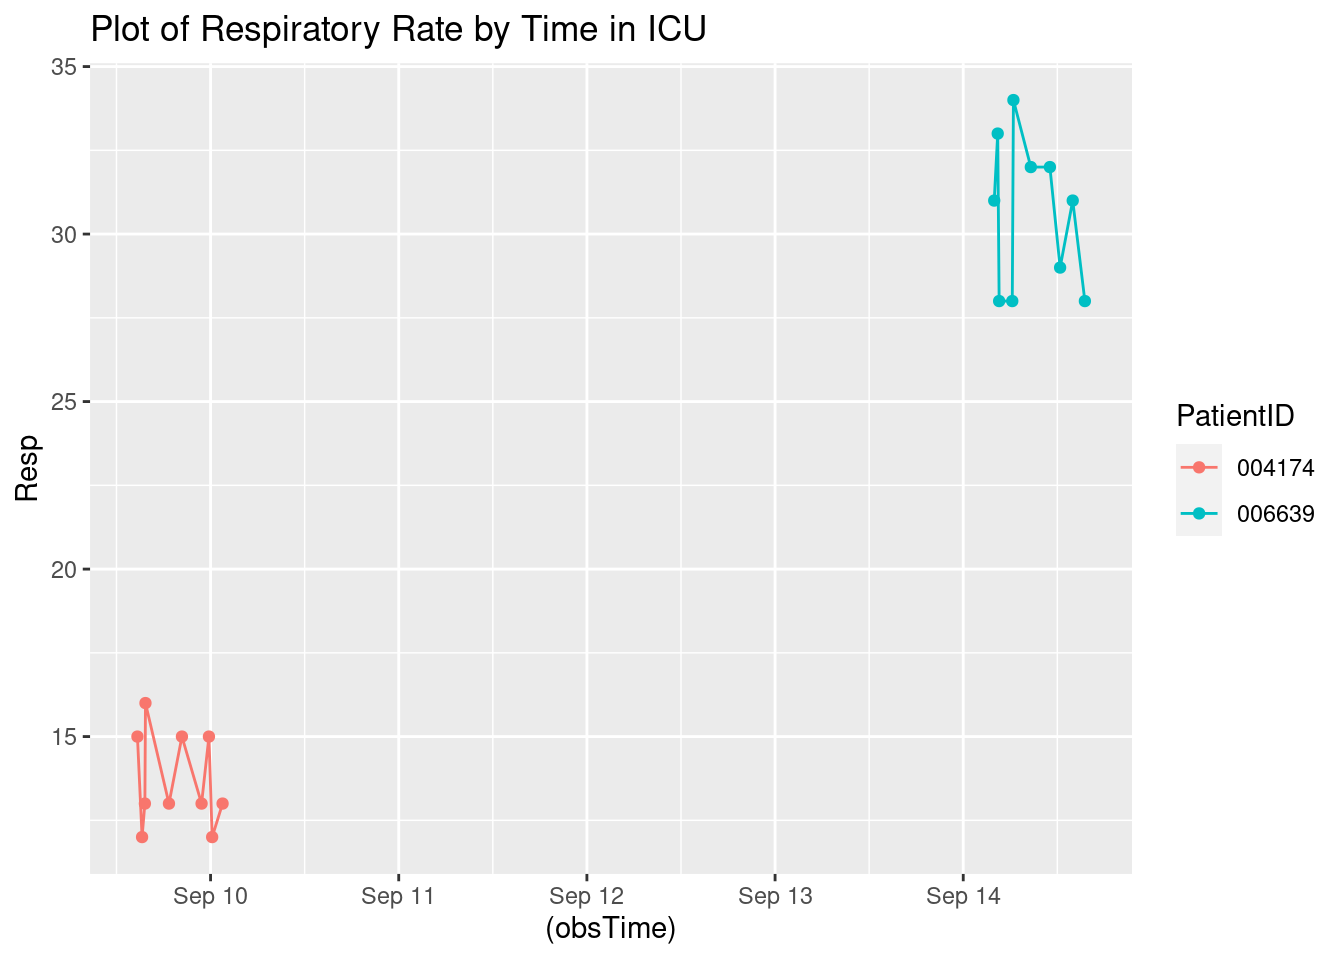 Plot of Respiratory Rate by Time in ICU
35
30
25
20
15
Resp
Sep 10
Sep 11
Sep 12
Sep 13
Sep 14
(obsTime)
PatientID
004174
006639